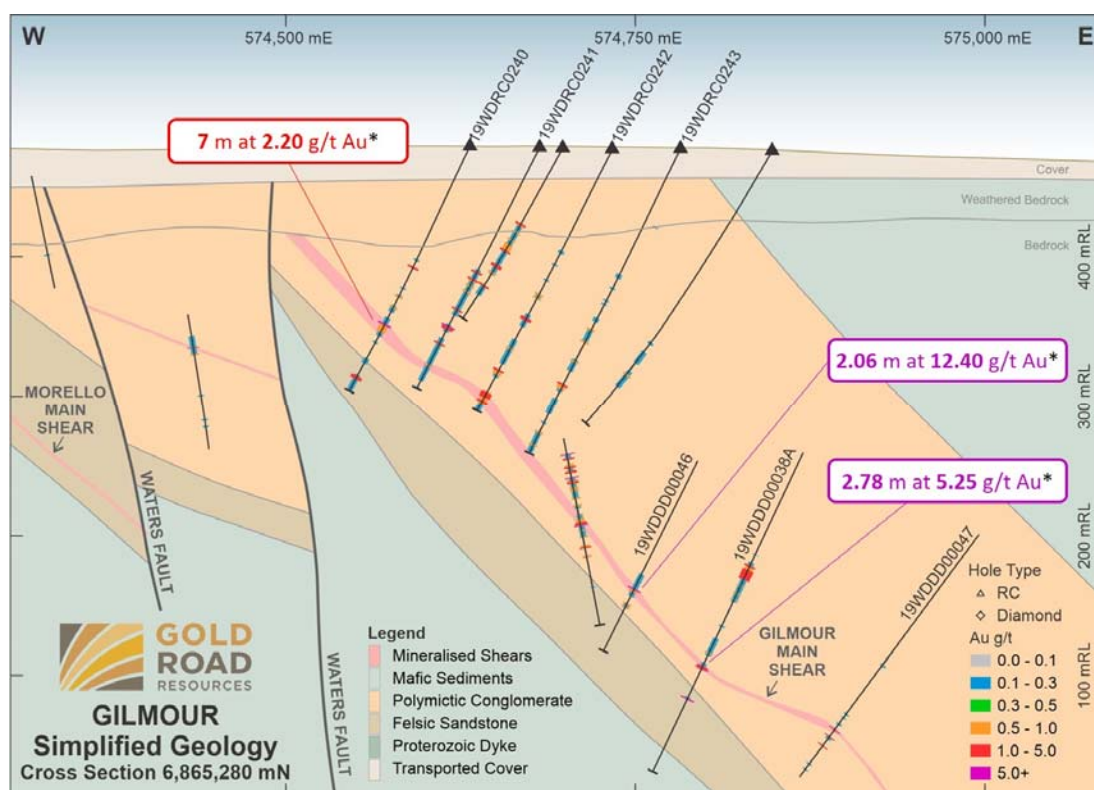 W
574,500 mE
574,750 mE
575,000 mE
E
19WDRC0240
19WDRC0241
19WDRC0242
19WDRC0243
7 m at 2.20 g/t Au*
Cover
Weathered Bedrock
Bedrock
400 mRL
2.06 m at 12.40 g/t Au*
300 mRL
MORELLO
MAIN
SHEAR
2.78 m at 5.25 g/t Au*
19WDDD00046
19WDDD00038A
19WDDD00047
200 mRL
WATERS FAULT
WATERS FAULT
GILMOUR
MAIN
SHEAR
100 mRL
GOLD
ROAD
RESOURCES
GILMOUR
Simplified Geology
Cross Section 6,865,280 mN
Legend
Mineralised Shears
Mafic Sediments
Polymictic Conglomerate
Felsic Sandstone
Proterozoic Dyke
Transported Cover
Hole Type
RC
Diamond
Au g/t
0.0 - 0.1
0.1 - 0.3
0.3 - 0.5
0.5 - 1.0
1.0 - 5.0
5.0+